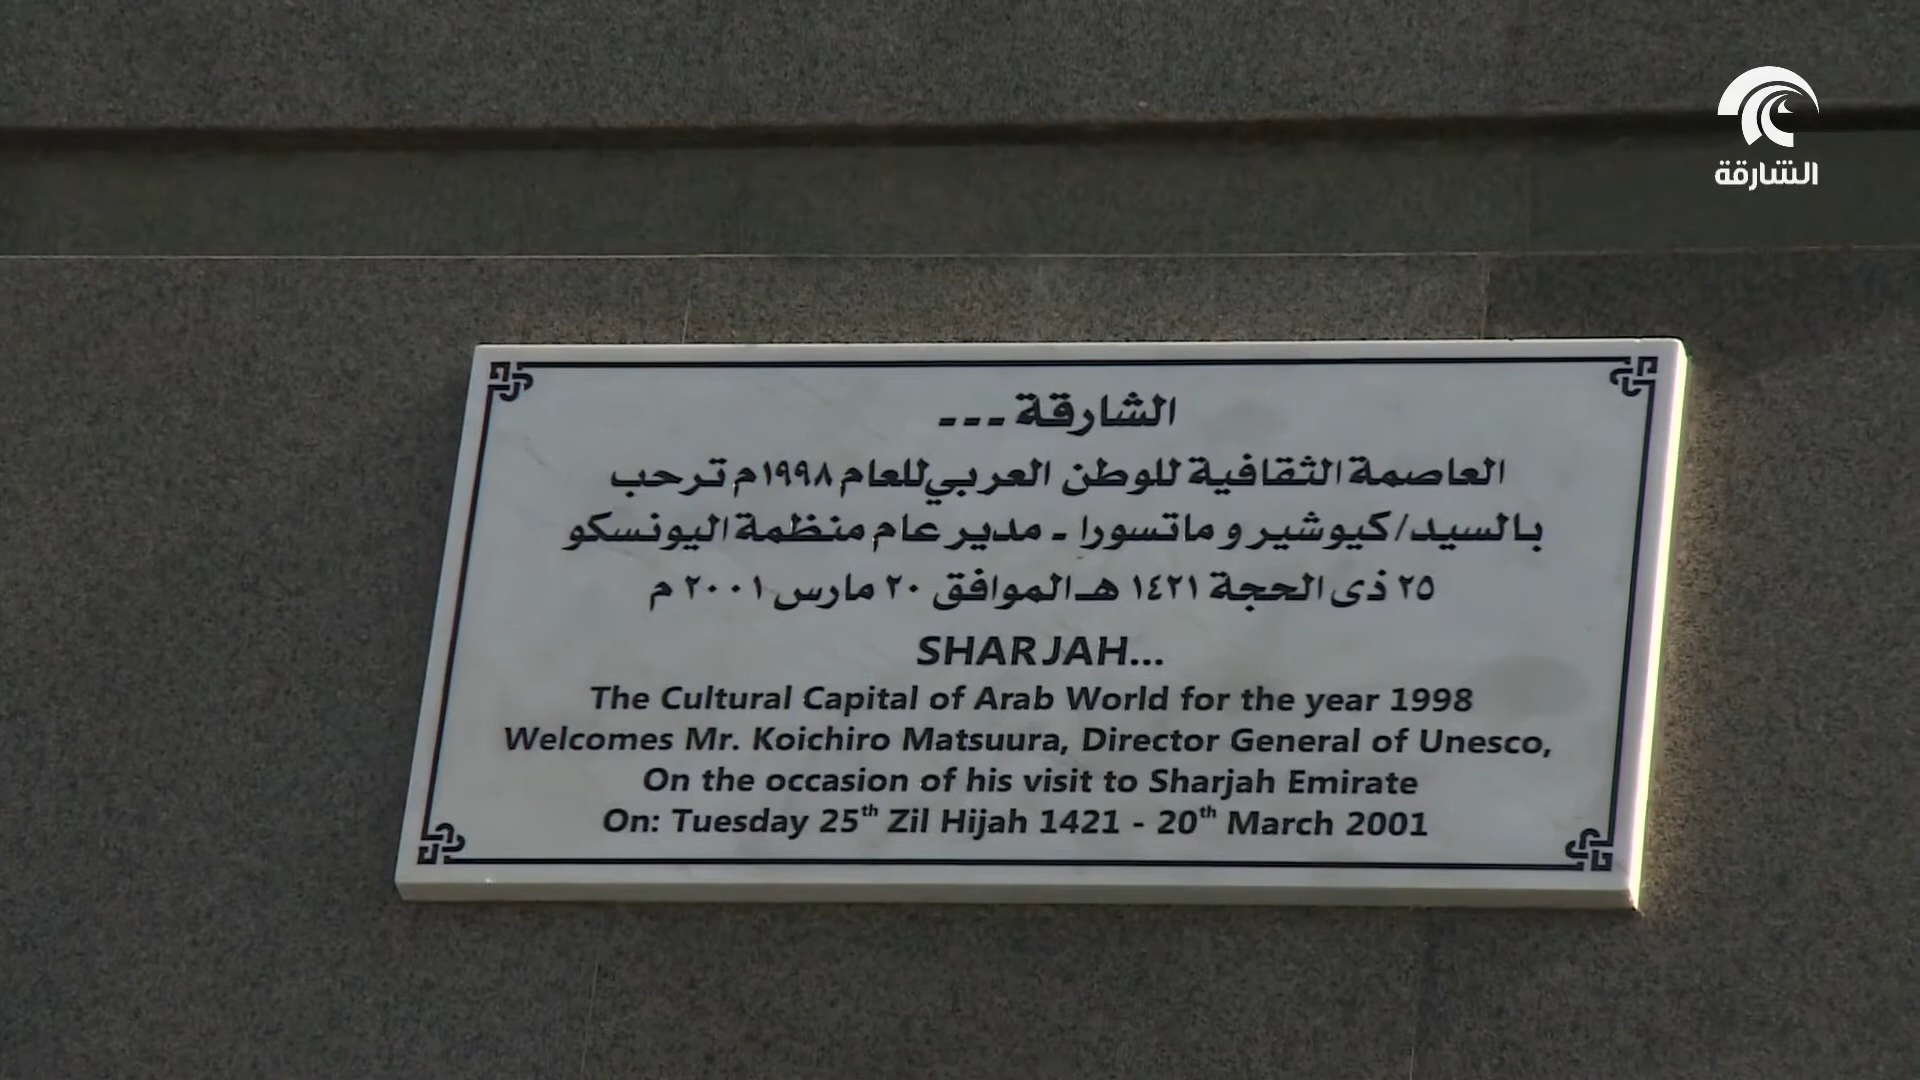 الشارقة
الشارقة ---
العاصمة الثقافية للوطن العربي للعام ١٩٩٨م ترحب
بالسيد/كيوشيرو ماتسورا - مدير عام منظمة اليونسكو
٢٥ ذى الحجة ١٤٢١ هـ الموافق ٢٠ مارس ٢٠٠١ م
SHARJAH...
The Cultural Capital of Arab World for the year 1998
Welcomes Mr. Koichiro Matsuura, Director General of Unesco,
On the occasion of his visit to Sharjah Emirate
On: Tuesday 25th Zil Hijah 1421 - 20th March 2001